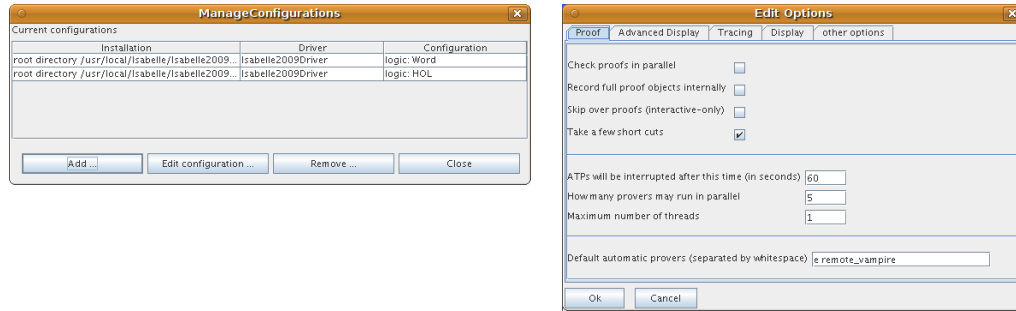 ManageConfigurations
Current configurations
Installation Driver Configuration
root directory /usr/local/Isabelle/Isabelle2009... Isabelle2009Driver logic: Word
root directory /usr/local/Isabelle/Isabelle2009... Isabelle2009Driver logic: HOL
Add ... Edit configuration ... Remove ... Close
Edit Options
Proof Advanced Display Tracing Display other options
Check proofs in parallel
Record full proof objects internally
Skip over proofs (interactive-only)
Take a few short cuts
ATPs will be interrupted after this time (in seconds) 60
How many provers may run in parallel 5
Maximum number of threads 1
Default automatic provers (separated by whitespace) e remote_vampire
Ok Cancel